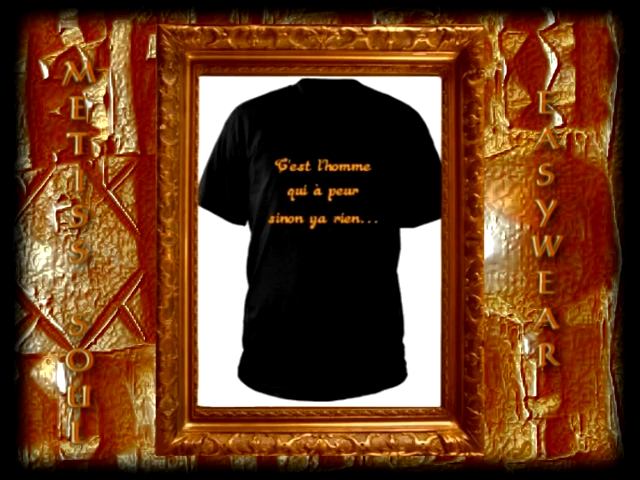 METISS SOUL
C'est l'homme
qui à peur
sinon ya rien...
EASYWEAR